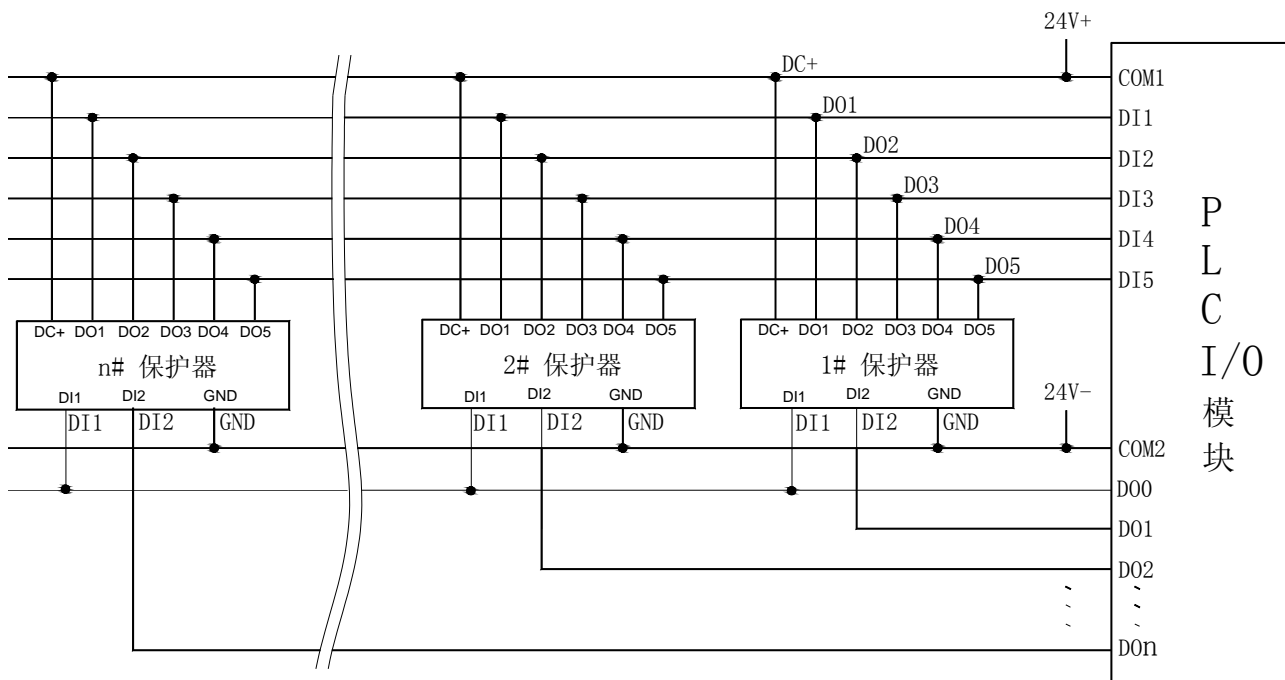 24V+
DC+
COM1
DO1
DI1
DO2
DI2
DO3
DI3
DO4
DI4
DO5
DI5
PLC I/O 模块
DC+ DO1 DO2 DO3 DO4 DO5
n# 保护器
DI1 DI2 GND
DC+ DO1 DO2 DO3 DO4 DO5
2# 保护器
DI1 DI2 GND
DC+ DO1 DO2 DO3 DO4 DO5
1# 保护器
DI1 DI2 GND
24V-
DI1 DI2 GND
DI1 DI2 GND
DI1 DI2 GND
COM2
DO0
DO1
DO2
DOn